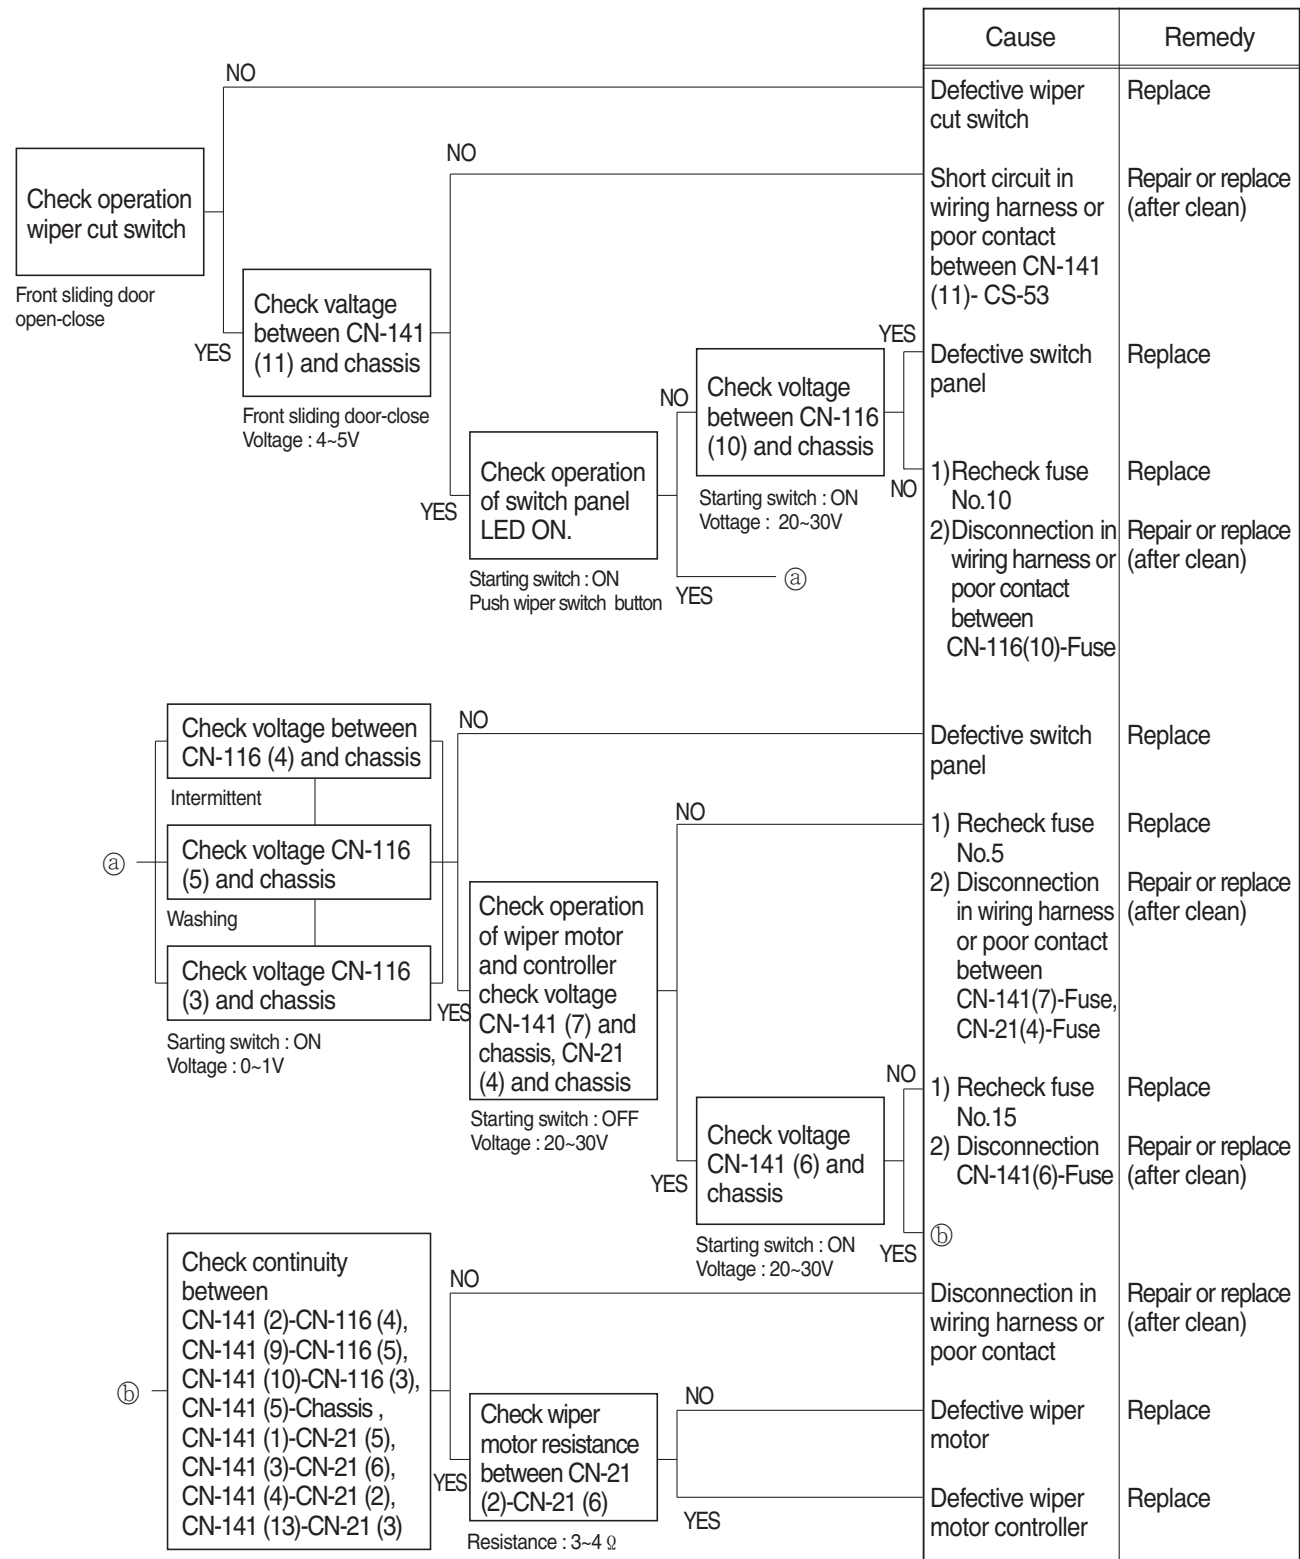 Cause
Remedy
NO
Defective wiper
cut switch
Replace
Check operation
wiper cut switch
Front sliding door
open-close
NO
Short circuit in
wiring harness or
poor contact
between CN-141
(11)- CS-53
Repair or replace
(after clean)
YES
Check valtage
between CN-141
(11) and chassis
Front sliding door-close
Voltage : 4~5V
YES
Check operation
of switch panel
LED ON.
Starting switch : ON
Push wiper switch button
NO
Check voltage
between CN-116
(10) and chassis
Starting switch : ON
Vottage : 20~30V
YES
Defective switch
panel
Replace
NO
1)Recheck fuse
No.10
Replace
2)Disconnection in
wiring harness or
poor contact
between
CN-116(10)-Fuse
Repair or replace
(after clean)
YES
ⓐ
ⓐ
Check voltage between
CN-116 (4) and chassis
Intermittent
Check voltage CN-116
(5) and chassis
Washing
Check voltage CN-116
(3) and chassis
Sarting switch : ON
Voltage : 0~1V
NO
Defective switch
panel
Replace
YES
Check operation
of wiper motor
and controller
check voltage
CN-141 (7) and
chassis, CN-21
(4) and chassis
Starting switch : OFF
Voltage : 20~30V
NO
1) Recheck fuse
No.5
Replace
2) Disconnection
in wiring harness
or poor contact
between
CN-141(7)-Fuse,
CN-21(4)-Fuse
Repair or replace
(after clean)
YES
Check voltage
CN-141 (6) and
chassis
Starting switch : ON
Voltage : 20~30V
NO
1) Recheck fuse
No.15
Replace
2) Disconnection
CN-141(6)-Fuse
Repair or replace
(after clean)
YES
ⓑ
ⓑ
Check continuity
between
CN-141 (2)-CN-116 (4),
CN-141 (9)-CN-116 (5),
CN-141 (10)-CN-116 (3),
CN-141 (5)-Chassis ,
CN-141 (1)-CN-21 (5),
CN-141 (3)-CN-21 (6),
CN-141 (4)-CN-21 (2),
CN-141 (13)-CN-21 (3)
NO
Disconnection in
wiring harness or
poor contact
Repair or replace
(after clean)
YES
Check wiper
motor resistance
between CN-21
(2)-CN-21 (6)
Resistance : 3~4 Ω
NO
Defective wiper
motor
Replace
YES
Defective wiper
motor controller
Replace